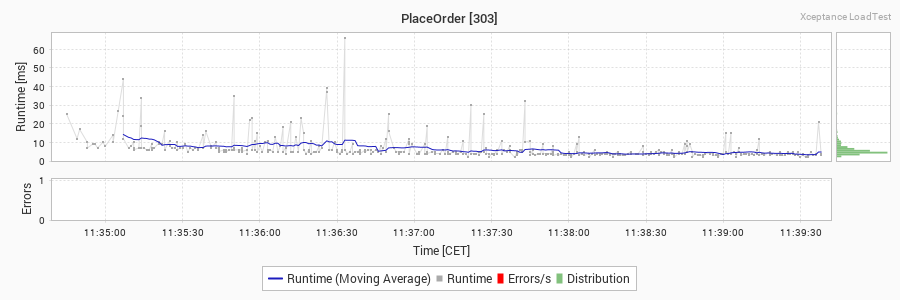 PlaceOrder [303]
Xceptance LoadTest
Runtime [ms]
60
50
40
30
20
10
0
Errors
1
0
11:35:00 11:35:30 11:36:00 11:36:30 11:37:00 11:37:30 11:38:00 11:38:30 11:39:00 11:39:30
Time [CET]
Runtime (Moving Average) Runtime Errors/s Distribution